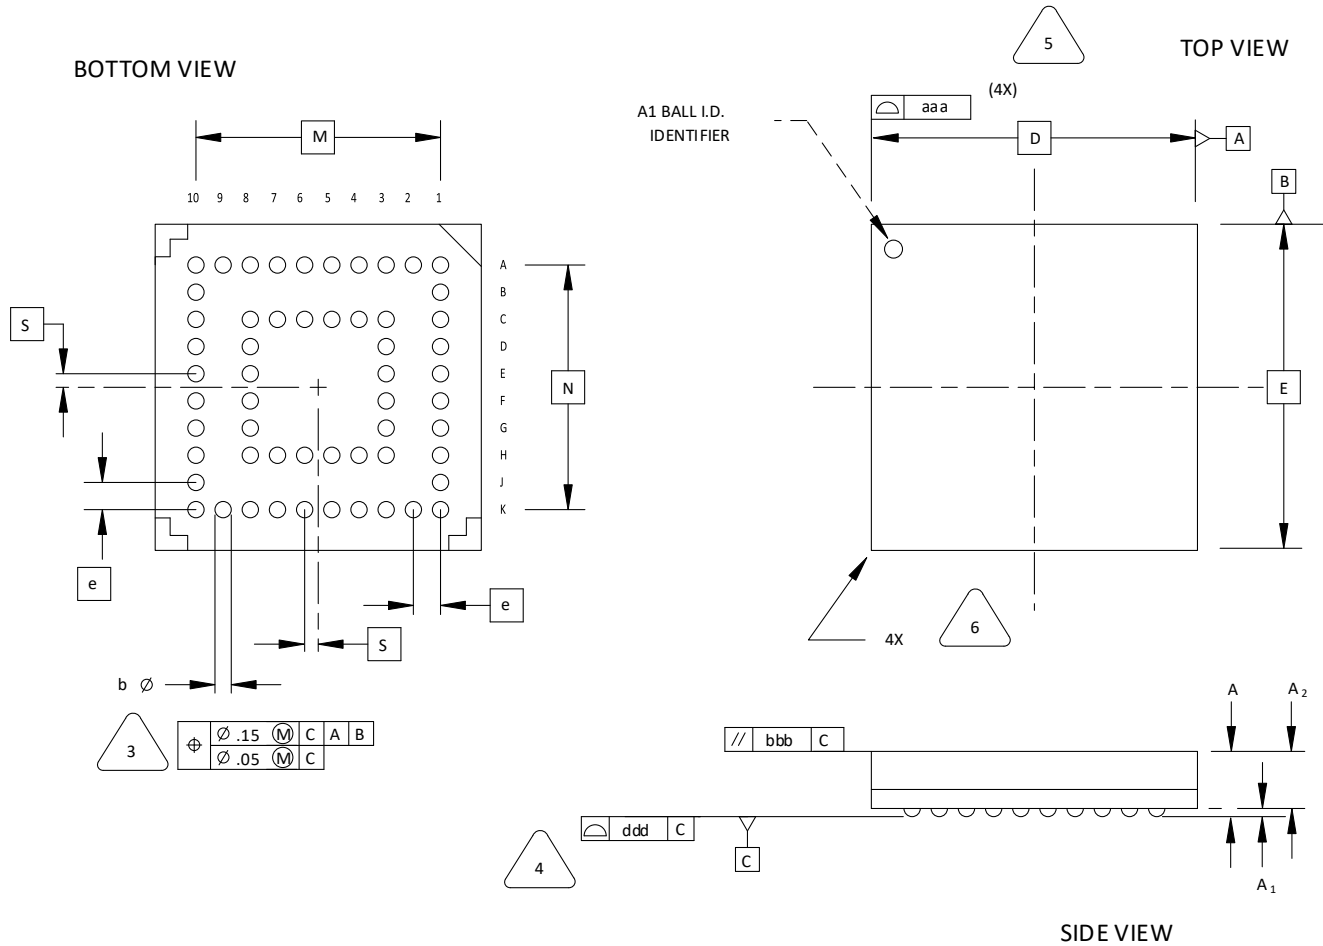 BOTTOM VIEW
M
10 9 8 7 6 5 4 3 2 1
A
B
C
D
E
F
G
H
J
K
S
N
e
e
S
b Ø
3
⌖ Ø .15 Ⓜ C A B
Ø .05 Ⓜ C
TOP VIEW
5
(4X)
aaa
A1 BALL I.D.
IDENTIFIER
D
A
B
E
4X
6
A
A2
// bbb C
ddd C
C
4
A1
SIDE VIEW